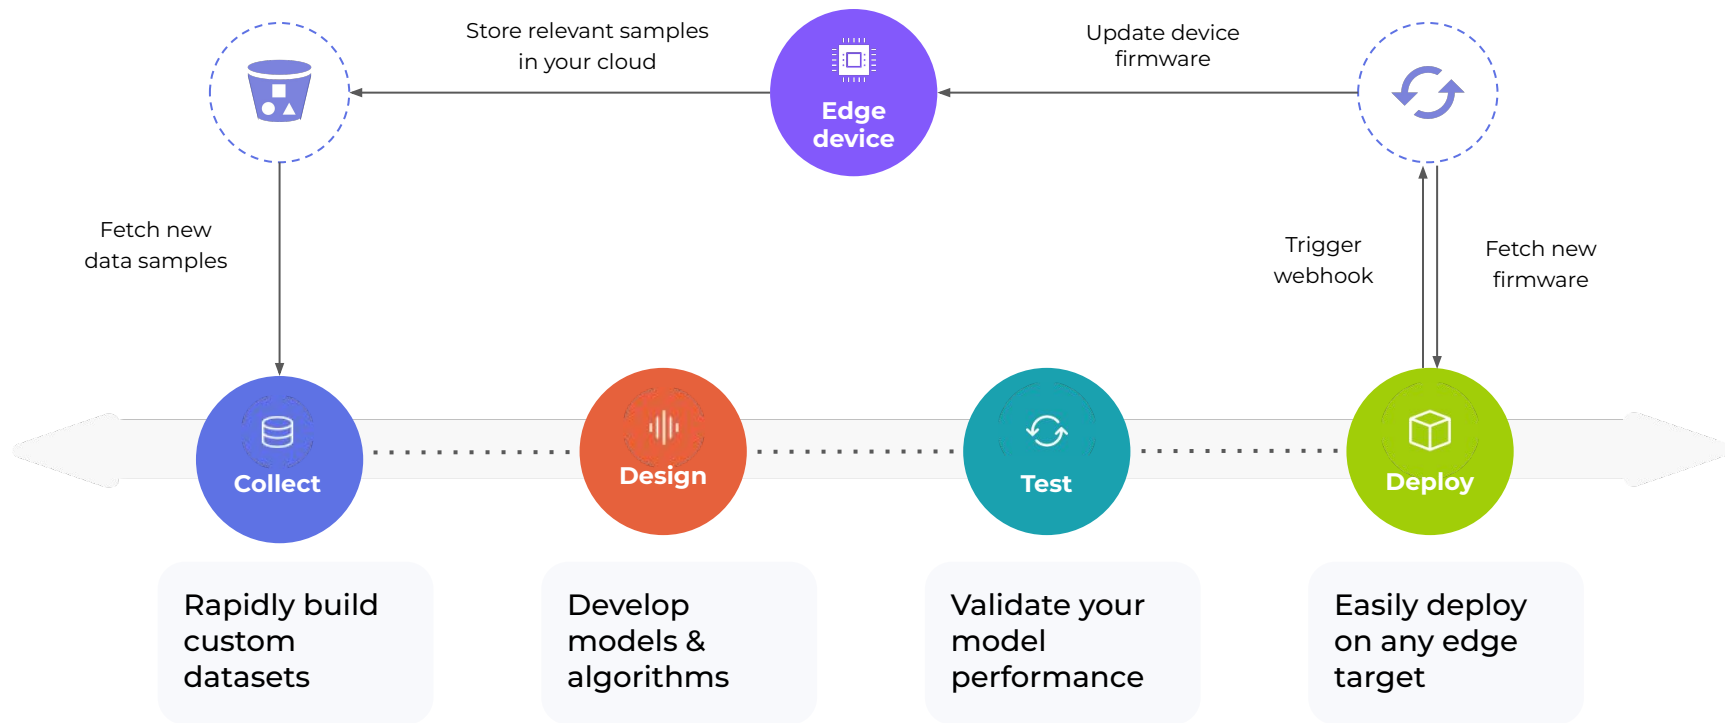 Store relevant samples
in your cloud
Edge
device
Update device
firmware
Fetch new
data samples
Trigger
webhook
Fetch new
firmware
Collect
Design
Test
Deploy
Rapidly build
custom
datasets
Develop
models &
algorithms
Validate your
model
performance
Easily deploy
on any edge
target